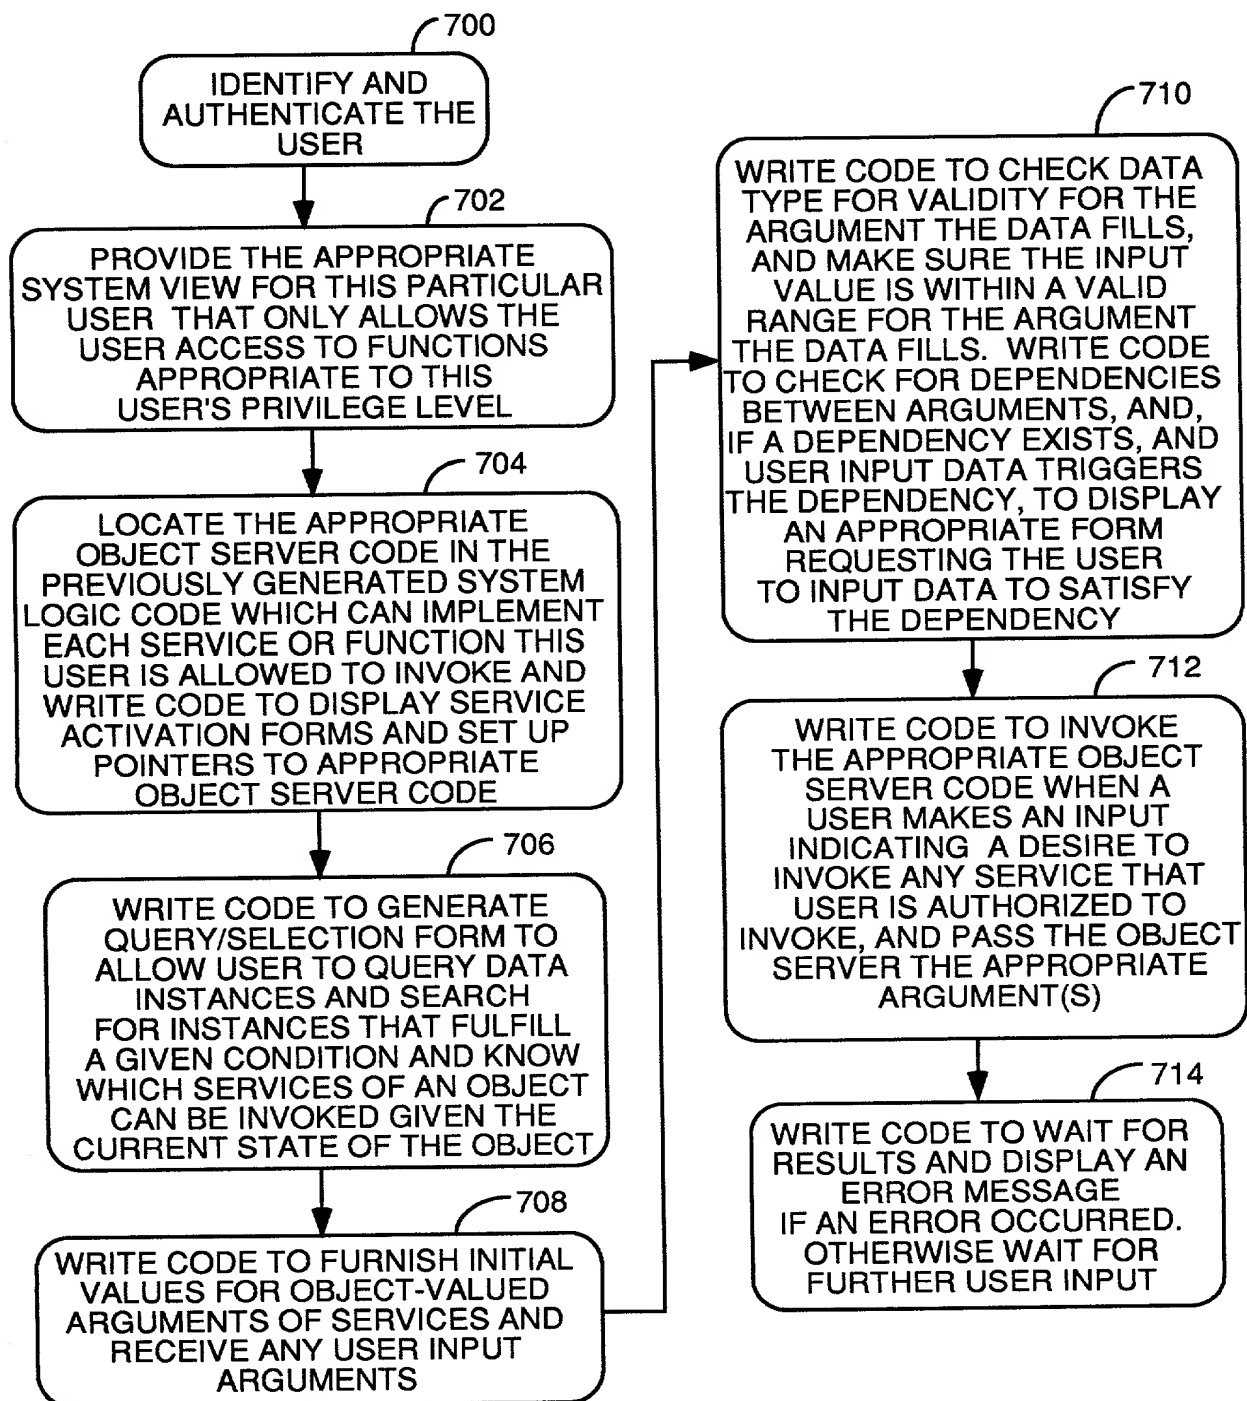 700
IDENTIFY AND
AUTHENTICATE THE
USER
702
PROVIDE THE APPROPRIATE
SYSTEM VIEW FOR THIS PARTICULAR
USER THAT ONLY ALLOWS THE
USER ACCESS TO FUNCTIONS
APPROPRIATE TO THIS
USER'S PRIVILEGE LEVEL
704
LOCATE THE APPROPRIATE
OBJECT SERVER CODE IN THE
PREVIOUSLY GENERATED SYSTEM
LOGIC CODE WHICH CAN IMPLEMENT
EACH SERVICE OR FUNCTION THIS
USER IS ALLOWED TO INVOKE AND
WRITE CODE TO DISPLAY SERVICE
ACTIVATION FORMS AND SET UP
POINTERS TO APPROPRIATE
OBJECT SERVER CODE
706
WRITE CODE TO GENERATE
QUERY/SELECTION FORM TO
ALLOW USER TO QUERY DATA
INSTANCES AND SEARCH
FOR INSTANCES THAT FULFILL
A GIVEN CONDITION AND KNOW
WHICH SERVICES OF AN OBJECT
CAN BE INVOKED GIVEN THE
CURRENT STATE OF THE OBJECT
708
WRITE CODE TO FURNISH INITIAL
VALUES FOR OBJECT-VALUED
ARGUMENTS OF SERVICES AND
RECEIVE ANY USER INPUT
ARGUMENTS
710
WRITE CODE TO CHECK DATA
TYPE FOR VALIDITY FOR THE
ARGUMENT THE DATA FILLS,
AND MAKE SURE THE INPUT
VALUE IS WITHIN A VALID
RANGE FOR THE ARGUMENT
THE DATA FILLS. WRITE CODE
TO CHECK FOR DEPENDENCIES
BETWEEN ARGUMENTS, AND,
IF A DEPENDENCY EXISTS, AND
USER INPUT DATA TRIGGERS
THE DEPENDENCY, TO DISPLAY
AN APPROPRIATE FORM
REQUESTING THE USER
TO INPUT DATA TO SATISFY
THE DEPENDENCY
712
WRITE CODE TO INVOKE
THE APPROPRIATE OBJECT
SERVER CODE WHEN A
USER MAKES AN INPUT
INDICATING A DESIRE TO
INVOKE ANY SERVICE THAT
USER IS AUTHORIZED TO
INVOKE, AND PASS THE OBJECT
SERVER THE APPROPRIATE
ARGUMENT(S)
714
WRITE CODE TO WAIT FOR
RESULTS AND DISPLAY AN
ERROR MESSAGE
IF AN ERROR OCCURRED.
OTHERWISE WAIT FOR
FURTHER USER INPUT